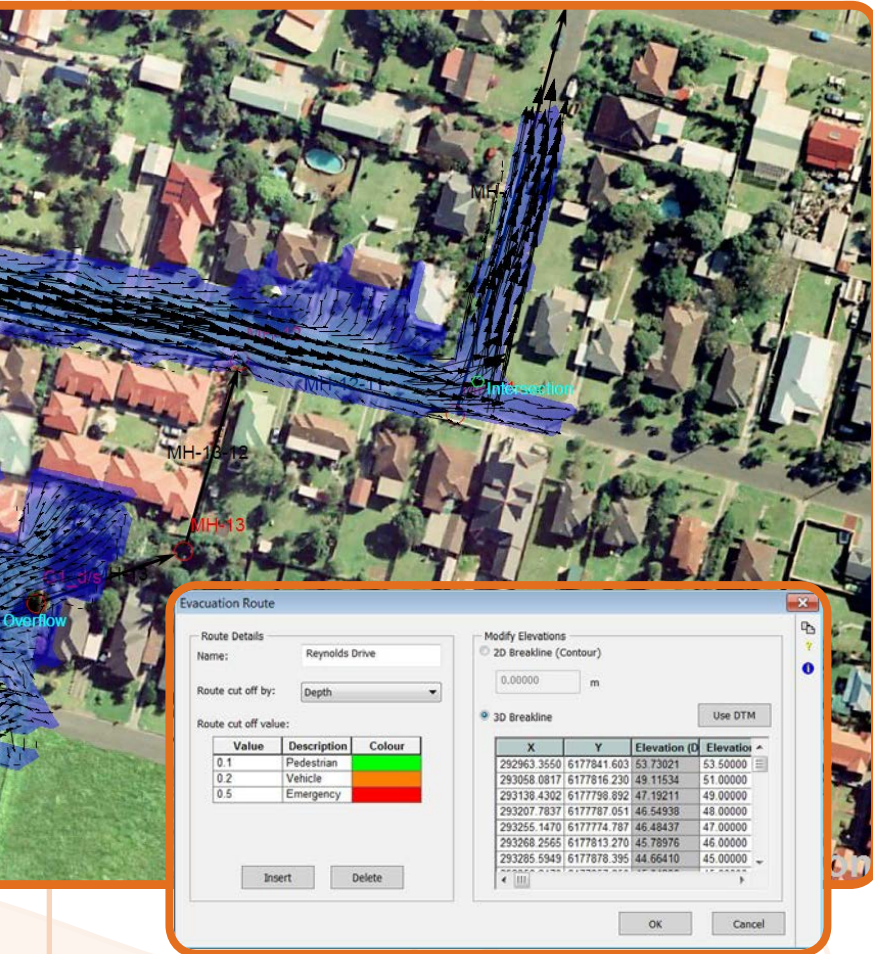 MH-
Intersection
MH-12-11
MH-13-12
MH-13
C1_d/s
Overflow
on
Evacuation Route
Route Details
Name: Reynolds Drive
Route cut off by: Depth
Route cut off value:
Value Description Colour
0.1 Pedestrian
0.2 Vehicle
0.5 Emergency
Insert Delete
Modify Elevations
2D Breakline (Contour)
0.00000 m
3D Breakline Use DTM
X Y Elevation (D Elevation
292963.3550 6177841.603 53.73021 53.50000
293058.0817 6177816.230 49.11534 51.00000
293138.4302 6177798.892 47.19211 49.00000
293207.7837 6177787.051 46.54938 48.00000
293255.1470 6177774.787 46.48437 47.00000
293268.2565 6177813.270 45.78976 46.00000
293285.5949 6177878.395 44.66410 45.00000
OK Cancel